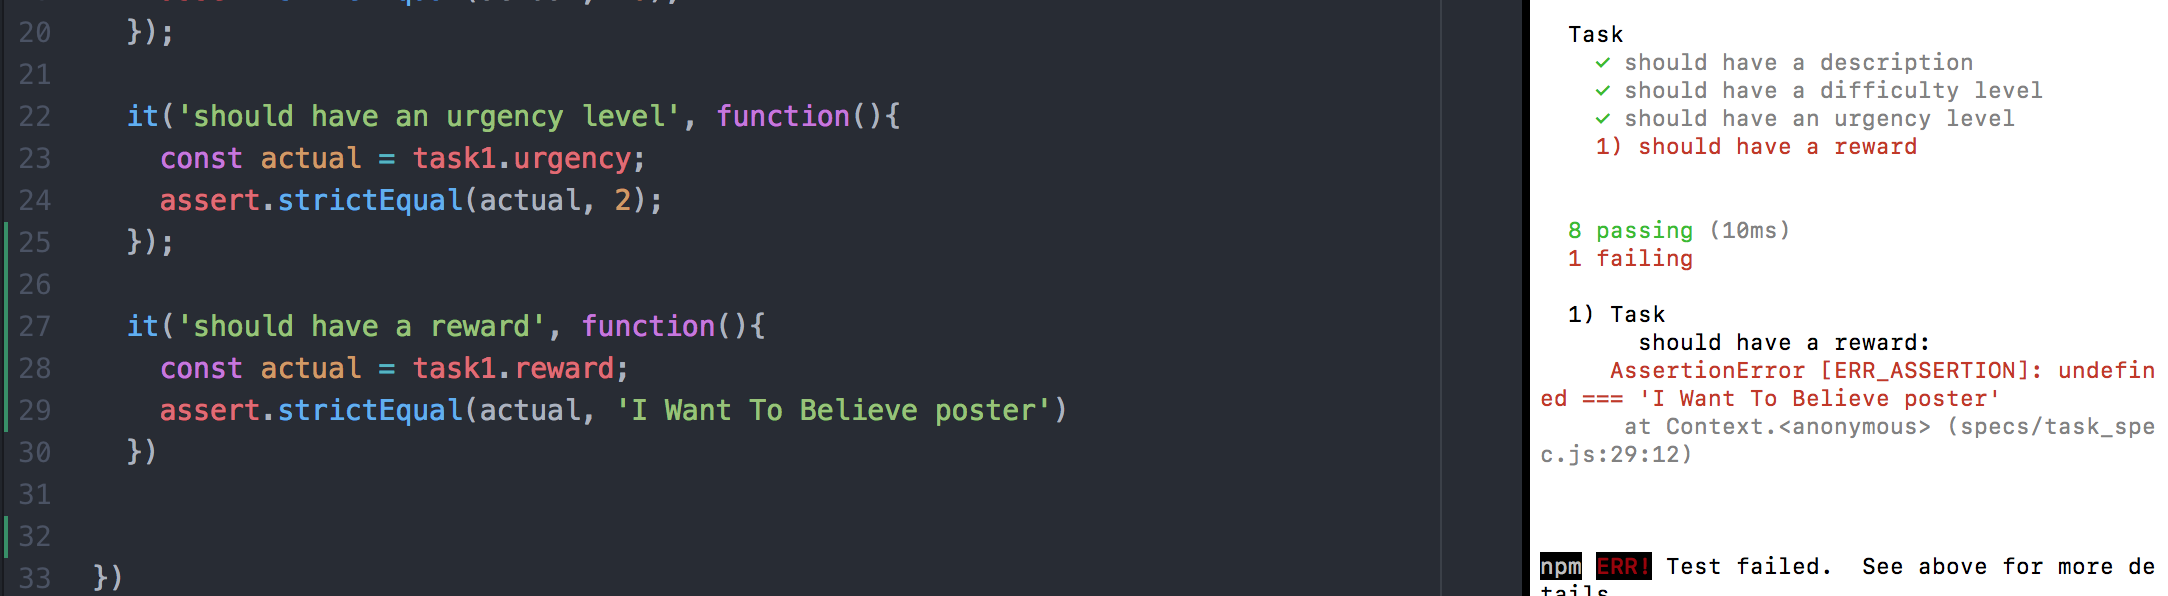 20 });
21
22 it('should have an urgency level', function(){
23 const actual = task1.urgency;
24 assert.strictEqual(actual, 2);
25 });
26
27 it('should have a reward', function(){
28 const actual = task1.reward;
29 assert.strictEqual(actual, 'I Want To Believe poster')
30 })
31
32
33 })
Task
✓ should have a description
✓ should have a difficulty level
✓ should have an urgency level
1) should have a reward
8 passing (10ms)
1 failing
1) Task
should have a reward:
AssertionError [ERR_ASSERTION]: undefin
ed === 'I Want To Believe poster'
at Context.<anonymous> (specs/task_spe
c.js:29:12)
npm ERR! Test failed.  See above for more de
tails